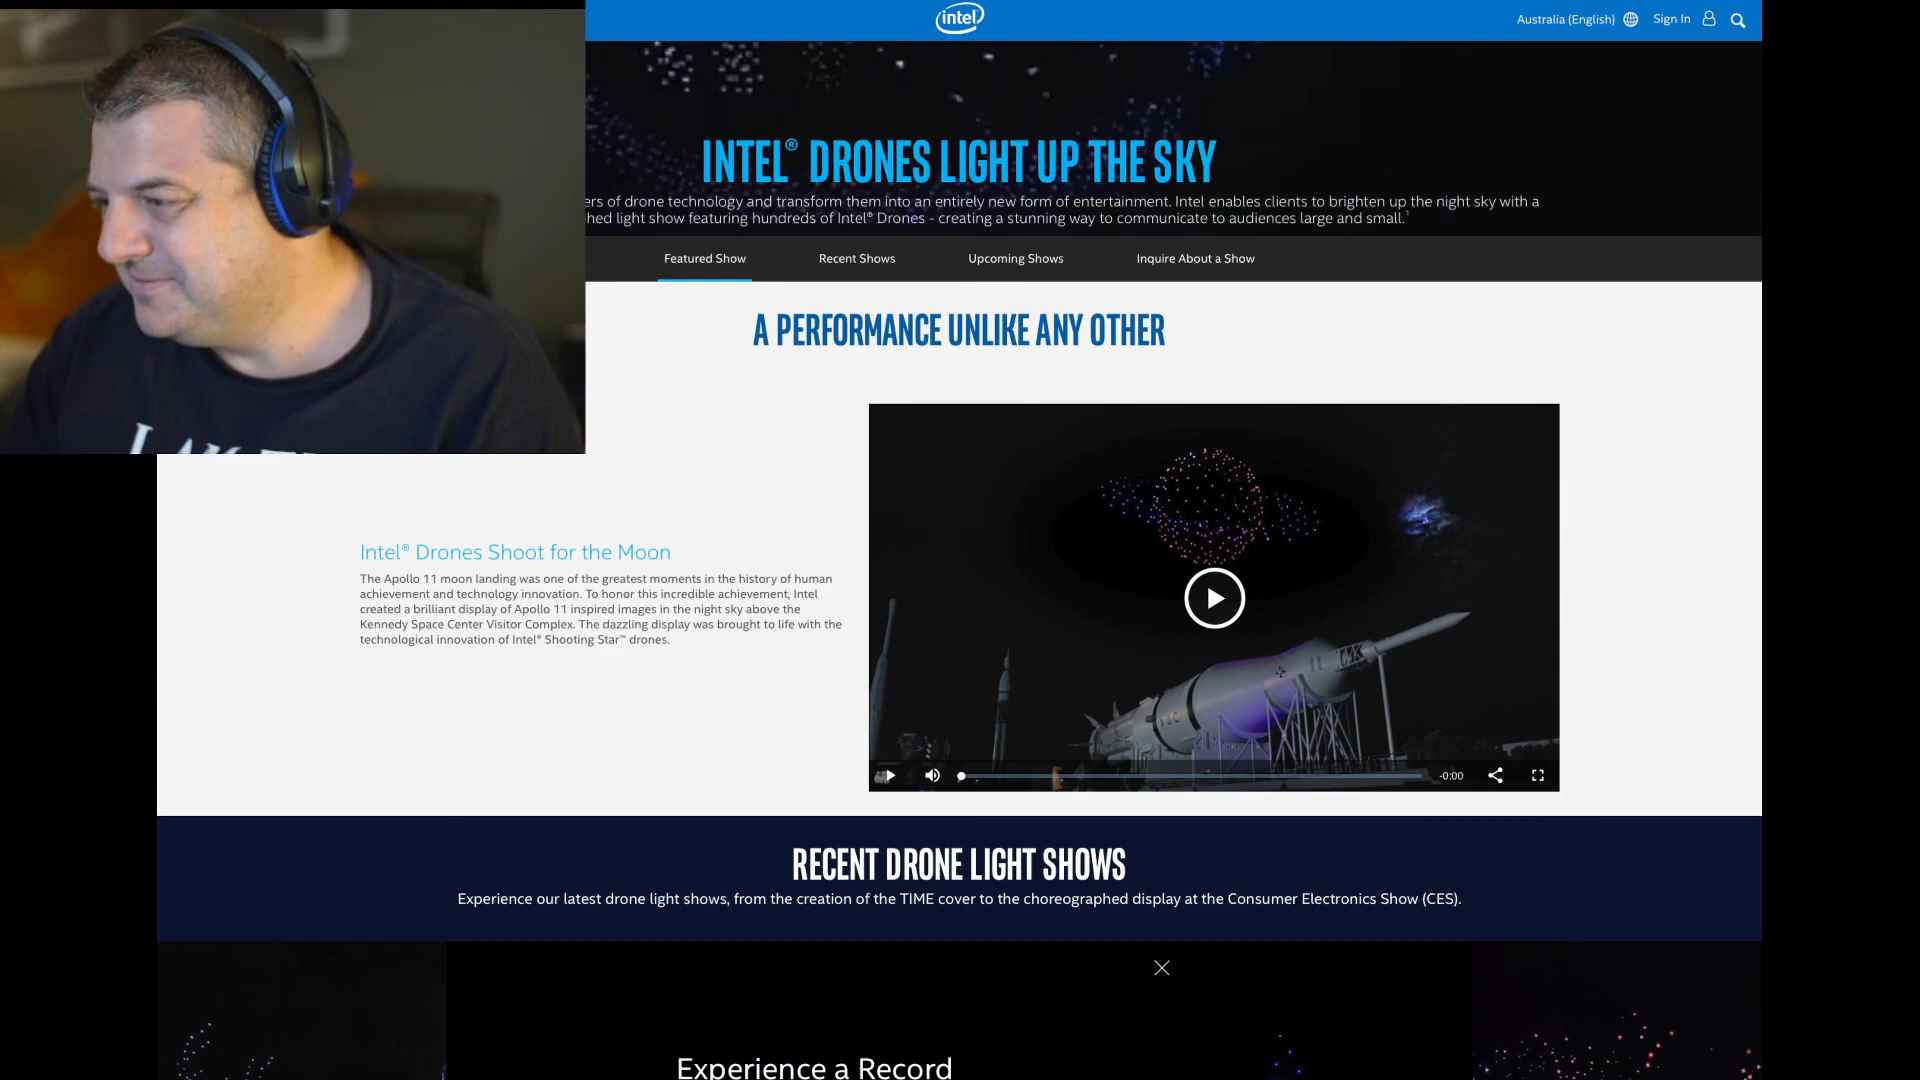 intel
Australia (English)
Sign In
INTEL® DRONES LIGHT UP THE SKY
of drone technology and transform them into an entirely new form of entertainment. Intel enables clients to brighten up the night sky with a
light show featuring hundreds of Intel® Drones - creating a stunning way to communicate to audiences large and small.¹
Featured Show
Recent Shows
Upcoming Shows
Inquire About a Show
A PERFORMANCE UNLIKE ANY OTHER
Intel® Drones Shoot for the Moon
The Apollo 11 moon landing was one of the greatest moments in the history of human
achievement and technology innovation. To honor this incredible achievement, Intel
created a brilliant display of Apollo 11 inspired images in the night sky above the
Kennedy Space Center Visitor Complex. The dazzling display was brought to life with the
technological innovation of Intel® Shooting Star™ drones.
-0:00
RECENT DRONE LIGHT SHOWS
Experience our latest drone light shows, from the creation of the TIME cover to the choreographed display at the Consumer Electronics Show (CES).
Experience a Record